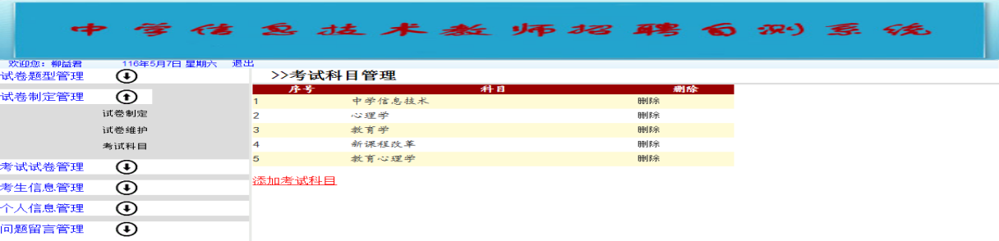 中学信息技术教师招聘自测系统
欢迎您: 柳益君 116年5月7日 星期六 退出
试卷题型管理
试卷制定管理
试卷制定
试卷维护
考试科目
考试试卷管理
考生信息管理
个人信息管理
问题留言管理
>>考试科目管理
序号 科目 删除
1 中学信息技术 删除
2 心理学 删除
3 教育学 删除
4 新课程改革 删除
5 教育心理学 删除
添加考试科目